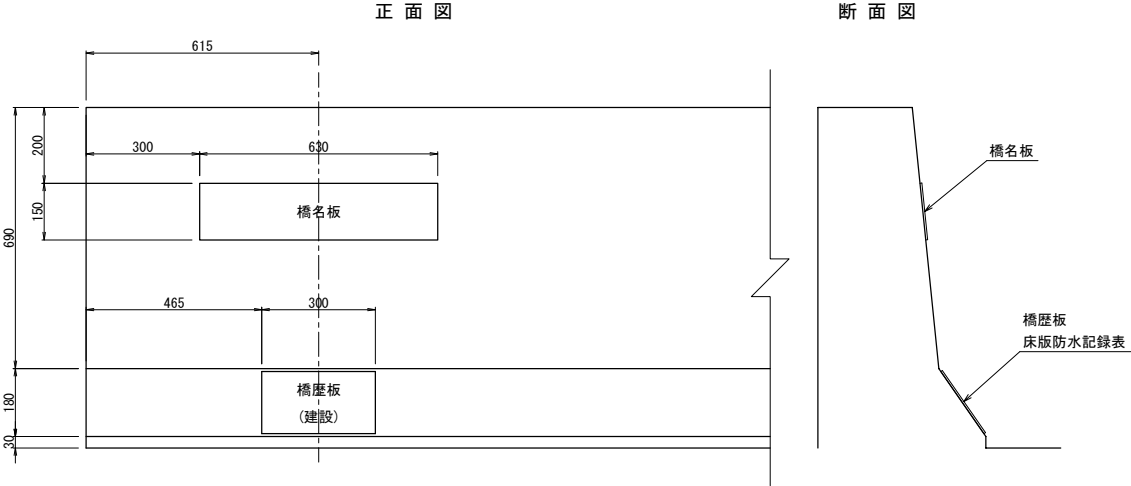 正面図
断面図
615
200
300
630
橋名板
150
橋名板
690
465
300
橋歴板
床版防水記録表
橋歴板
(建設)
180
30